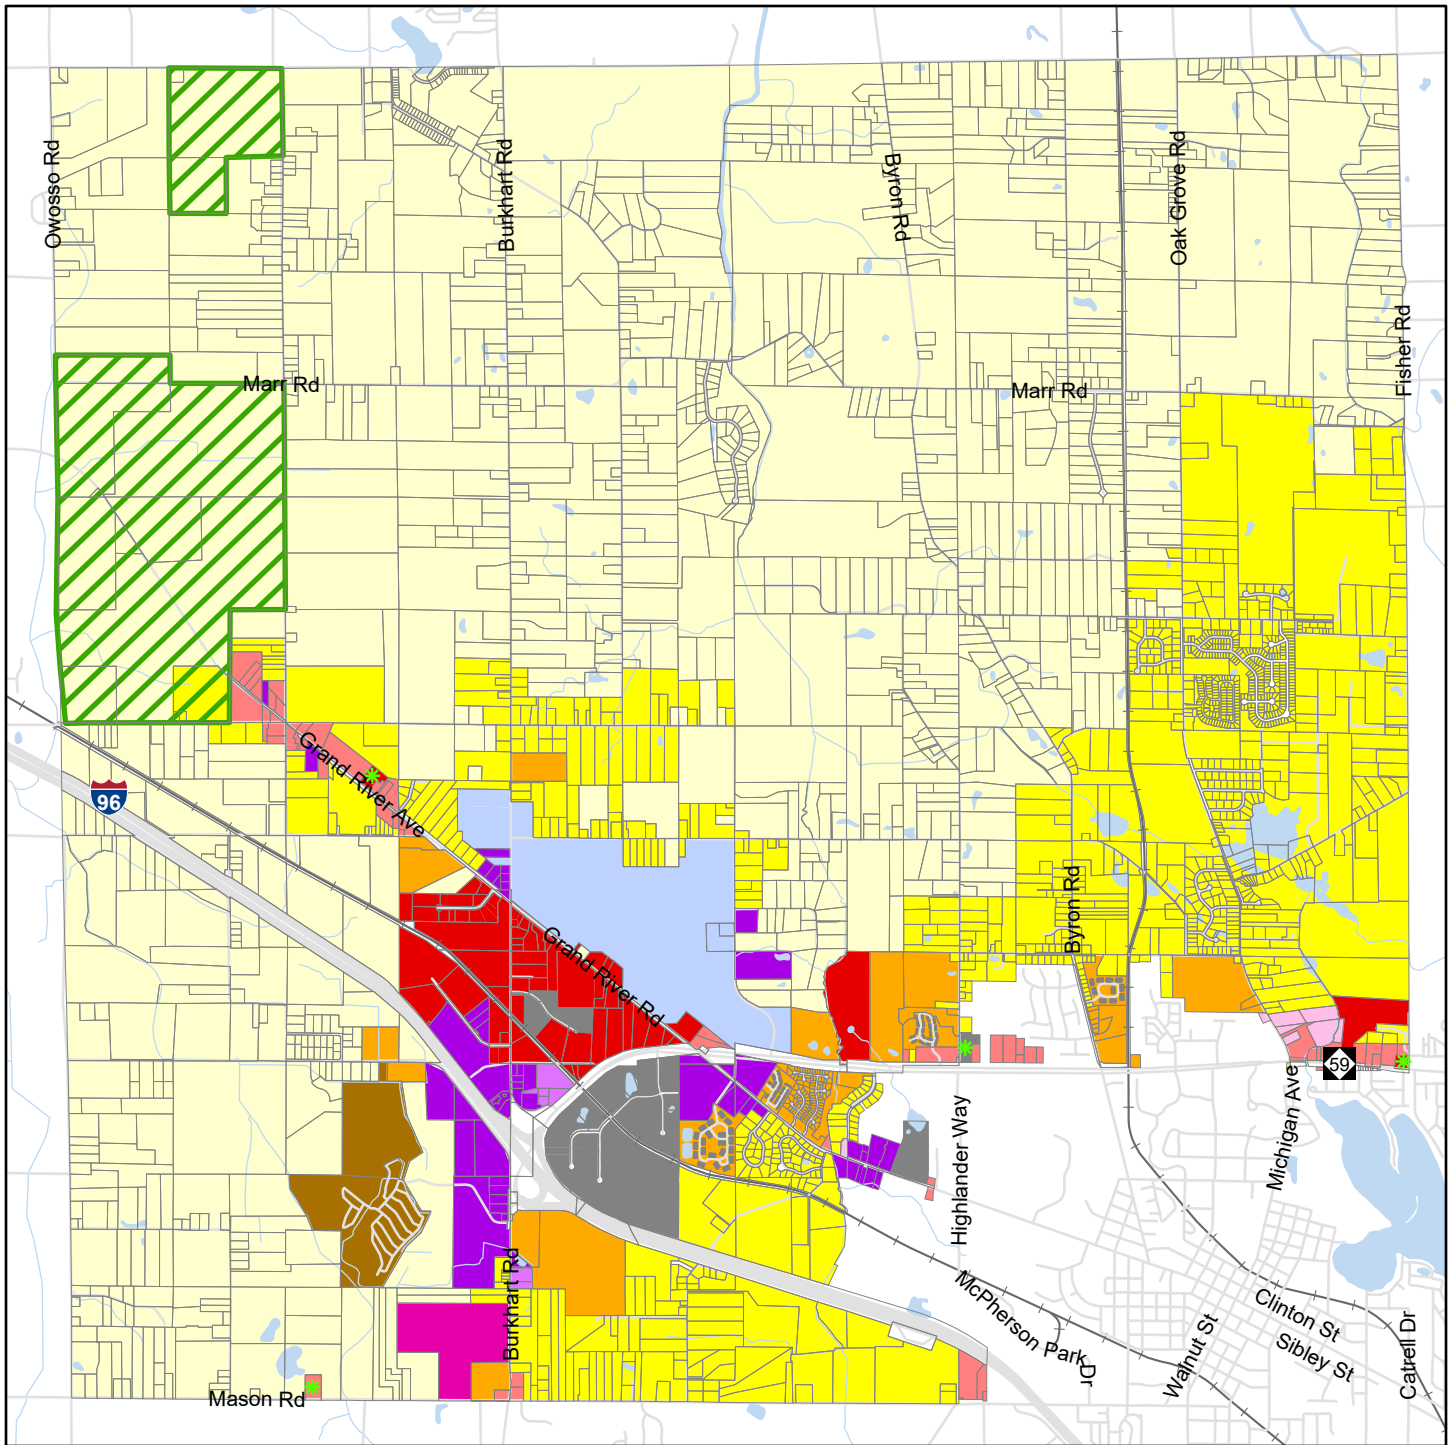 Owosso Rd
Burkhart Rd
Byron Rd
Oak Grove Rd
Fisher Rd
Marr Rd
Marr Rd
Grand River Ave
96
Byron Rd
Grand River Rd
59
Highlander Way
Michigan Ave
Burkhart Rd
McPherson Park Dr
Clinton St
Sibley St
Walnut St
Catrell Dr
Mason Rd